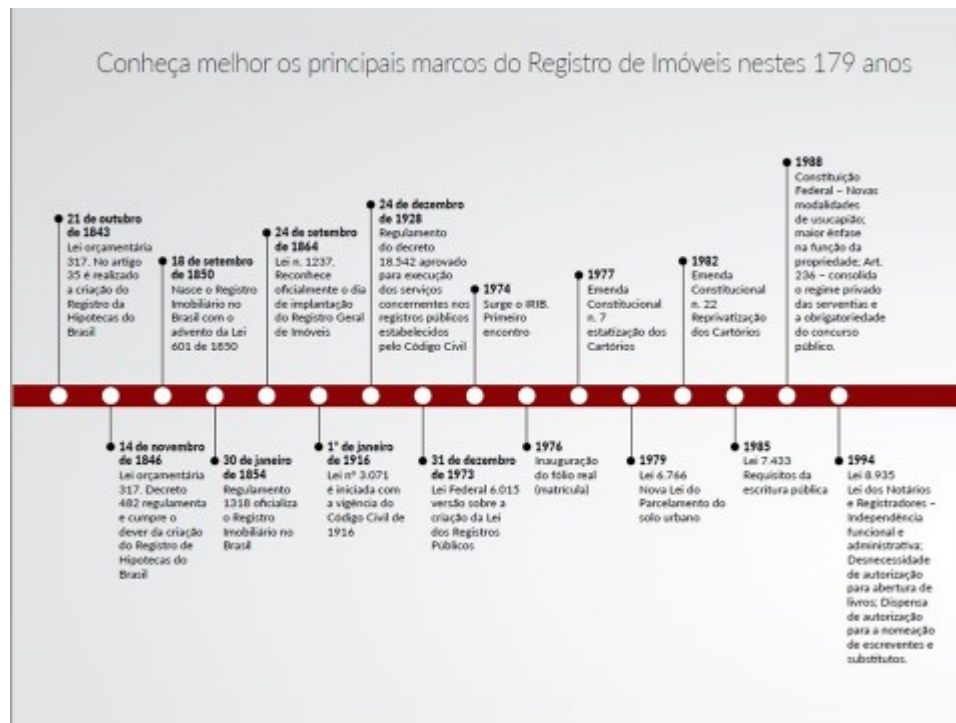 Conheça melhor os principais marcos do Registro de Imóveis nestes 179 anos
21 de outubro
de 1843
Lei orçamentária
317. No artigo
35 é realizado
a criação do
Registro da
Hipotecas do
Brasil
14 de novembro
de 1846
Lei orçamentária
317. Decreto
482 regulamenta
e cumpre o
dever da criação
do Registro de
Hipotecas do
Brasil
18 de setembro
de 1850
Nasce o Registro
Imobiliário no
Brasil com o
advento da Lei
601 de 1850
30 de janeiro
de 1854
Regulamento
1318 oficializa
o Registro
Imobiliário no
Brasil
24 de setembro
de 1864
Lei n. 1237.
Reconhece
oficialmente o dia
de implantação
do Registro Geral
de Imóveis
1° de janeiro
de 1916
Lei nº 3.071
é iniciada com
a vigência do
Código Civil de
1916
24 de dezembro
de 1928
Regulamento
do decreto
18.542 aprovado
para execução
dos serviços
concernentes nos
registros públicos
estabelecidos
pelo Código Civil
31 de dezembro
de 1973
Lei Federal 6.015
versão sobre a
criação da Lei
dos Registros
Públicos
1974
Surge o IRIB.
Primeiro
encontro
1976
Inauguração
do fólio real
(matrícula)
1977
Emenda
Constitucional
n. 7
estatização dos
Cartórios
1979
Lei 6.766
Nova Lei do
Parcelamento do
solo urbano
1982
Emenda
Constitucional
n. 22
Reprivatização
dos Cartórios
1985
Lei 7.433
Requisitos da
escritura pública
1988
Constituição
Federal – Novas
modalidades
de usucapião;
maior ênfase
na função da
propriedade; Art.
236 – consolida
o regime privado
das serventias e
a obrigatoriedade
do concurso
público.
1994
Lei 8.935
Lei dos Notários
e Registradores –
Independência
funcional e
administrativa;
Desnecessidade
de autorização
para abertura de
livros; Dispensa
de autorização
para a nomeação
de escreventes e
substitutos.